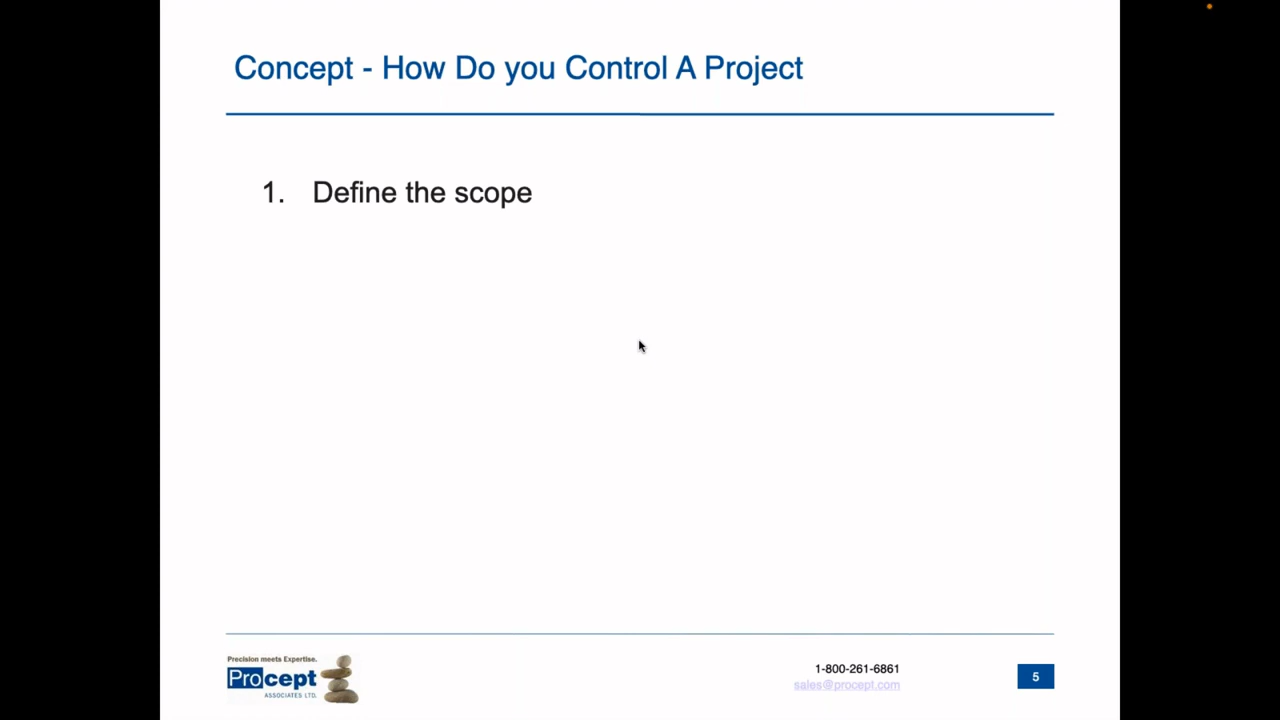 Concept - How Do you Control A Project
1. Define the scope
Precision meets Expertise.
Procept
ASSOCIATES LTD.
1-800-261-6861
sales@procept.com
5